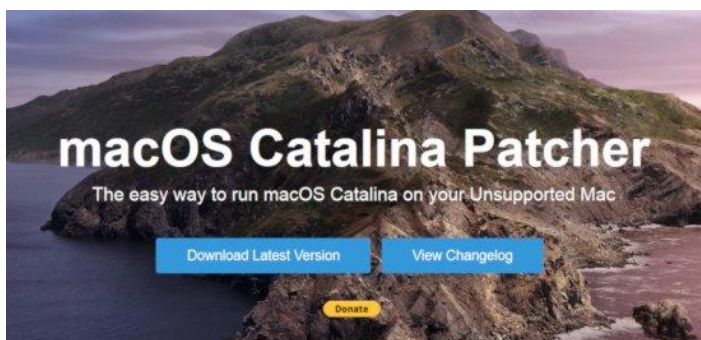 macOS Catalina Patcher
The easy way to run macOS Catalina on your Unsupported Mac
Download Latest Version
View Changelog
Donate